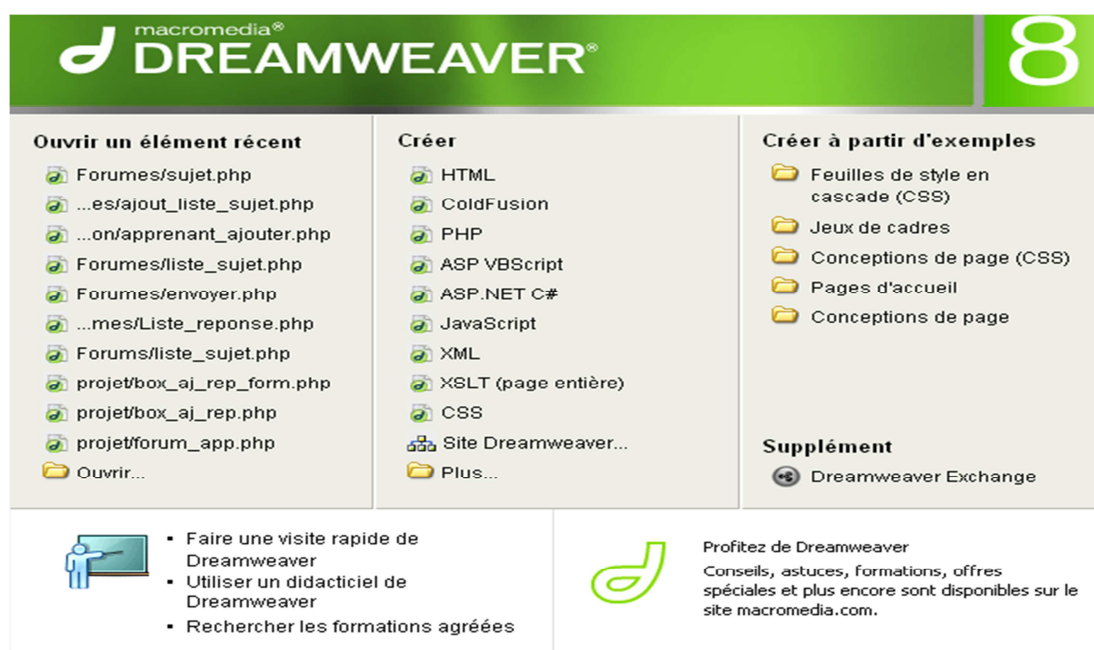 macromedia®
DREAMWEAVER®
8
Ouvrir un élément récent
Forumes/sujet.php
...es/ajout_liste_sujet.php
...on/apprenant_ajouter.php
Forumes/liste_sujet.php
Forumes/envoyer.php
...mes/Liste_reponse.php
Forums/liste_sujet.php
projet/box_aj_rep_form.php
projet/box_aj_rep.php
projet/forum_app.php
Ouvrir...
Créer
HTML
ColdFusion
PHP
ASP VBScript
ASP.NET C#
JavaScript
XML
XSLT (page entière)
CSS
Site Dreamweaver...
Plus...
Créer à partir d'exemples
Feuilles de style en
cascade (CSS)
Jeux de cadres
Conceptions de page (CSS)
Pages d'accueil
Conceptions de page
Supplément
Dreamweaver Exchange
▪ Faire une visite rapide de
Dreamweaver
▪ Utiliser un didacticiel de
Dreamweaver
▪ Rechercher les formations agréées
Profitez de Dreamweaver
Conseils, astuces, formations, offres
spéciales et plus encore sont disponibles sur le
site macromedia.com.